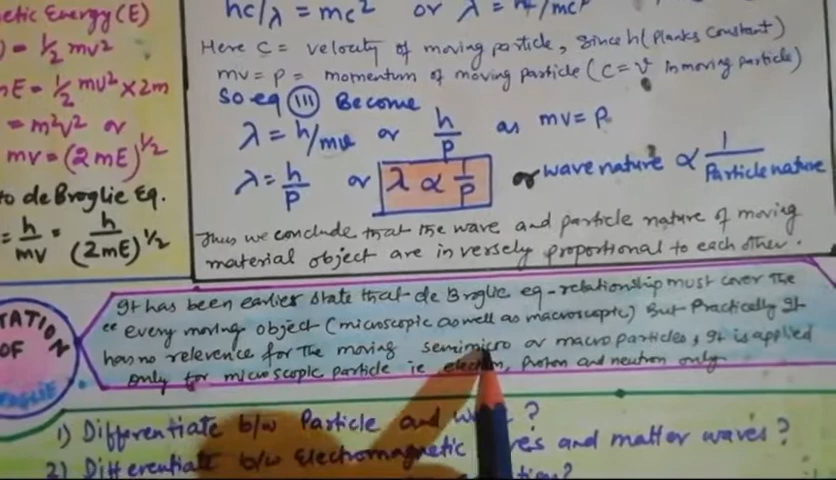 etic Energy (E)
) = 1/2 mv²
mE = 1/2 mv² × 2m
= m²v² or
mv = (2mE)^1/2
to de Broglie Eq.
= h/mv = h/(2mE)^1/2
hc/λ = mc² or λ =
Here C = velocity of moving particle, Since h (Planks Constant)
mv = p = momentum of moving particle (C = v in moving particle)
So eq III Become
λ = h/mv or h/p as mv = p
λ = h/p or λ ∝ 1/p or wave nature ∝ 1/Particle nature
Thus we conclude that the wave and particle nature of moving
material object are inversely proportional to each other.
TATION
OF
It has been earlier state that de Broglie eq-relationship must cover The
"every moving object (microscopic as well as macroscopic) But Practically It
has no relevence for the moving semimicro or macroparticles, It is applied
only for microscopic particle ie electron, Proton and neutron only.
1) Differentiate b/w Particle and ?
2) Differentiate b/w Electromagnetic and matter waves?